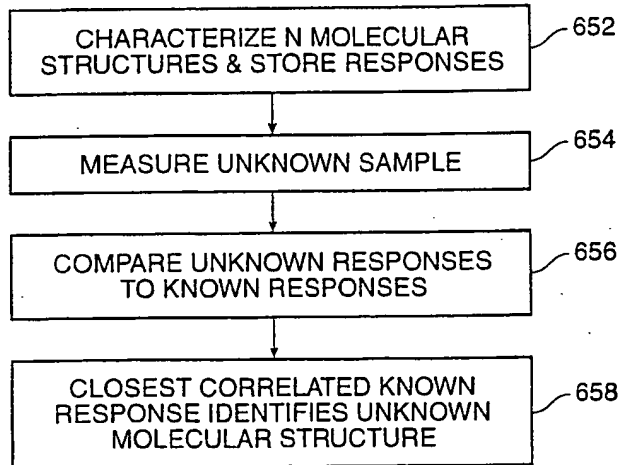 CHARACTERIZE N MOLECULAR
STRUCTURES & STORE RESPONSES
652
MEASURE UNKNOWN SAMPLE
654
COMPARE UNKNOWN RESPONSES
TO KNOWN RESPONSES
656
CLOSEST CORRELATED KNOWN
RESPONSE IDENTIFIES UNKNOWN
MOLECULAR STRUCTURE
658